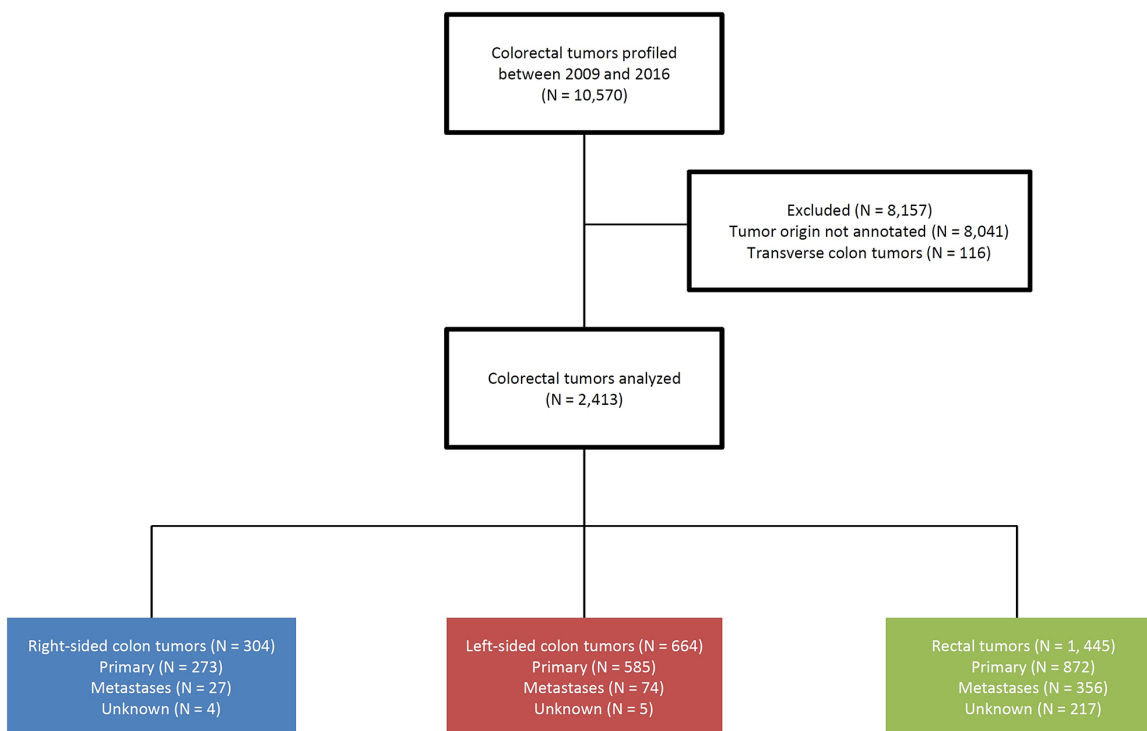 Colorectal tumors profiled
between 2009 and 2016
(N = 10,570)
Excluded (N = 8,157)
Tumor origin not annotated (N = 8,041)
Transverse colon tumors (N = 116)
Colorectal tumors analyzed
(N = 2,413)
Right-sided colon tumors (N = 304)
Primary (N = 273)
Metastases (N = 27)
Unknown (N = 4)
Left-sided colon tumors (N = 664)
Primary (N = 585)
Metastases (N = 74)
Unknown (N = 5)
Rectal tumors (N = 1, 445)
Primary (N = 872)
Metastases (N = 356)
Unknown (N = 217)